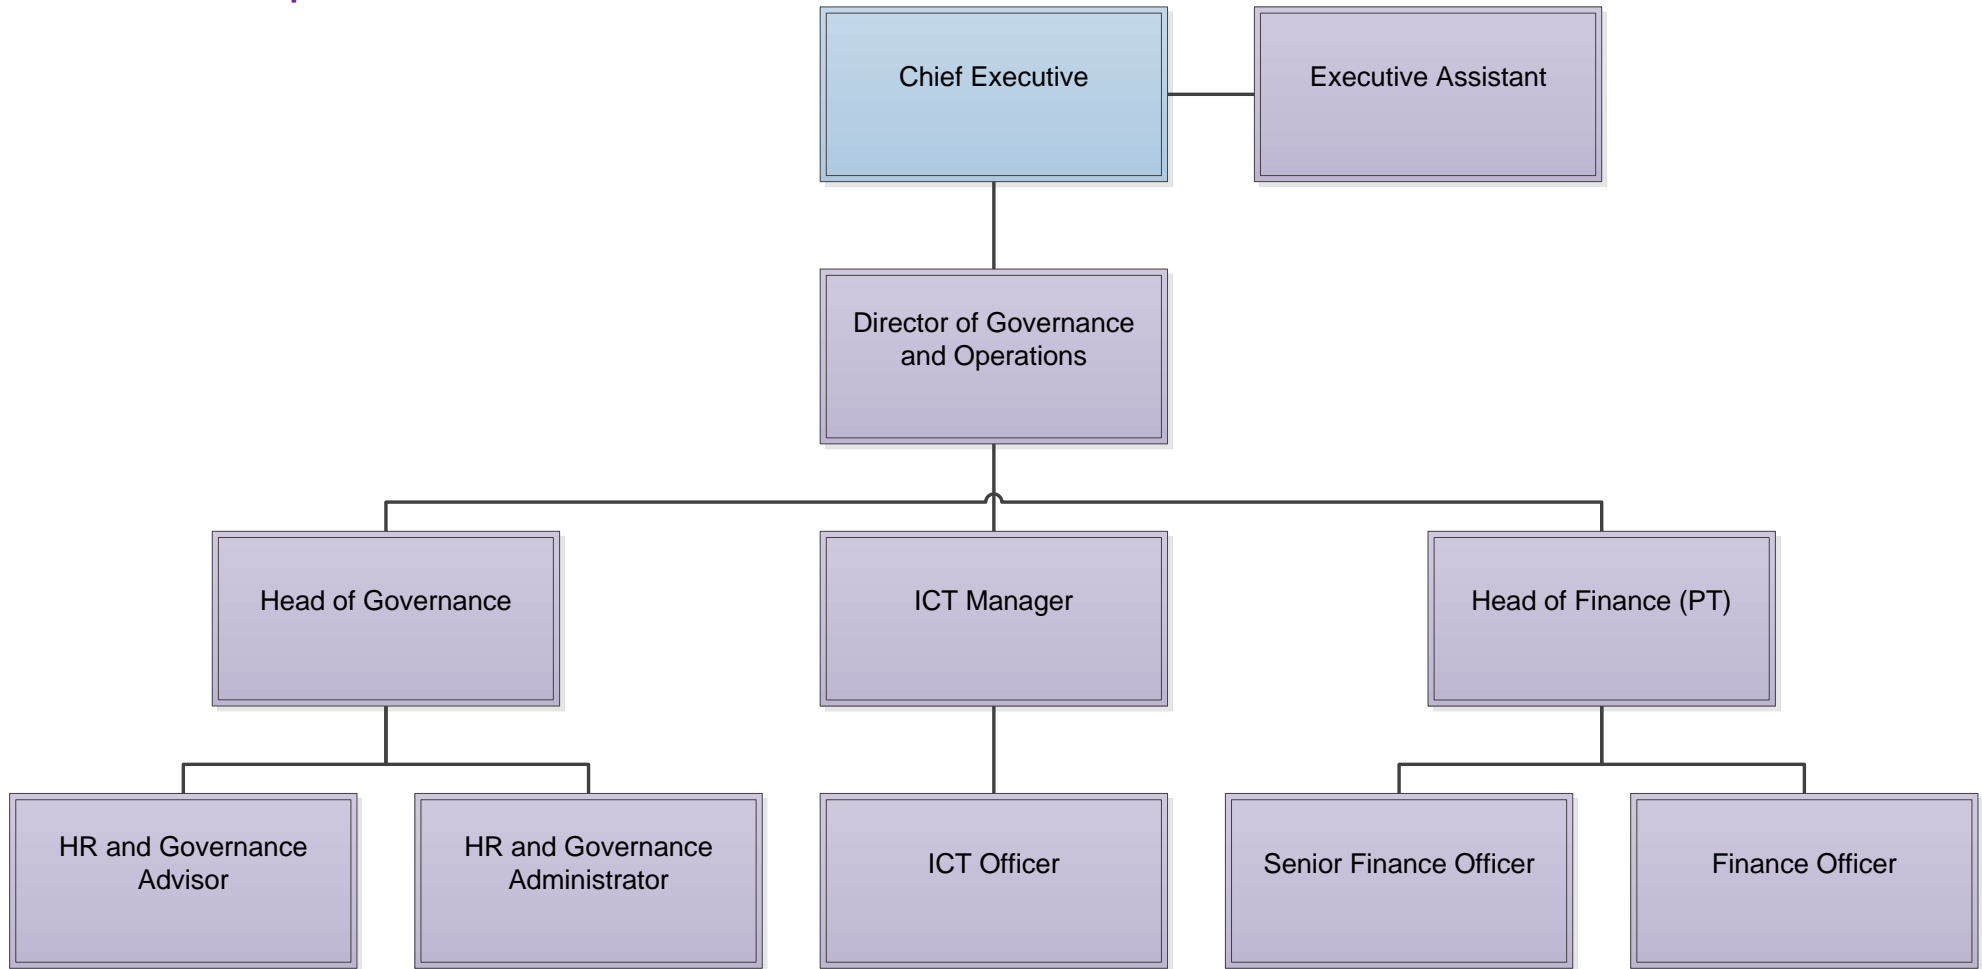 Chief Executive
Executive Assistant
Director of Governance
and Operations
Head of Governance
ICT Manager
Head of Finance (PT)
HR and Governance
Advisor
HR and Governance
Administrator
ICT Officer
Senior Finance Officer
Finance Officer